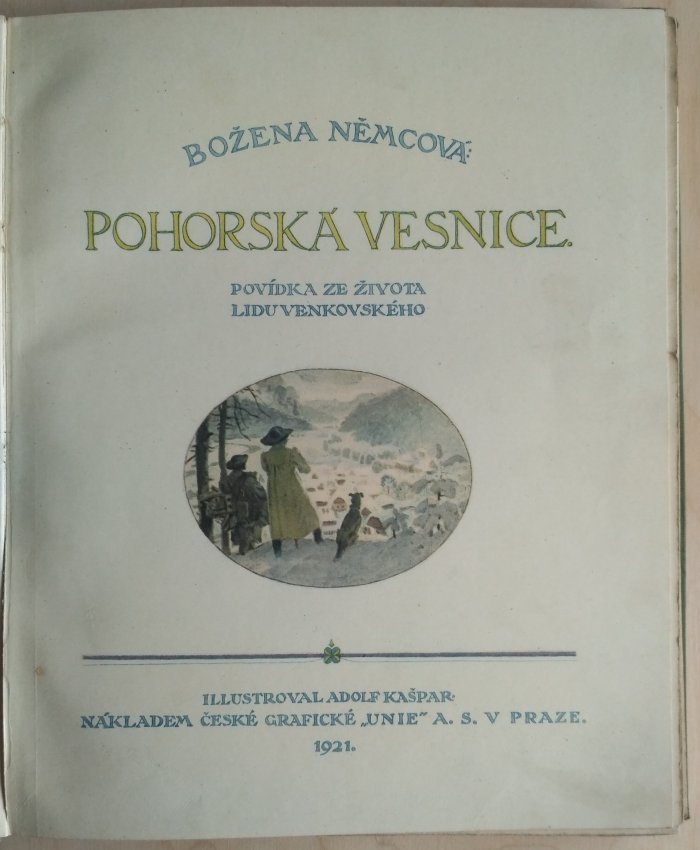 BOŽENA NĚMCOVÁ:
POHORSKÁ VESNICE.
POVÍDKA ZE ŽIVOTA
LIDU VENKOVSKÉHO
ILLUSTROVAL ADOLF KAŠPAR.
NÁKLADEM ČESKÉ GRAFICKÉ „UNIE“ A. S. V PRAZE.
1921.